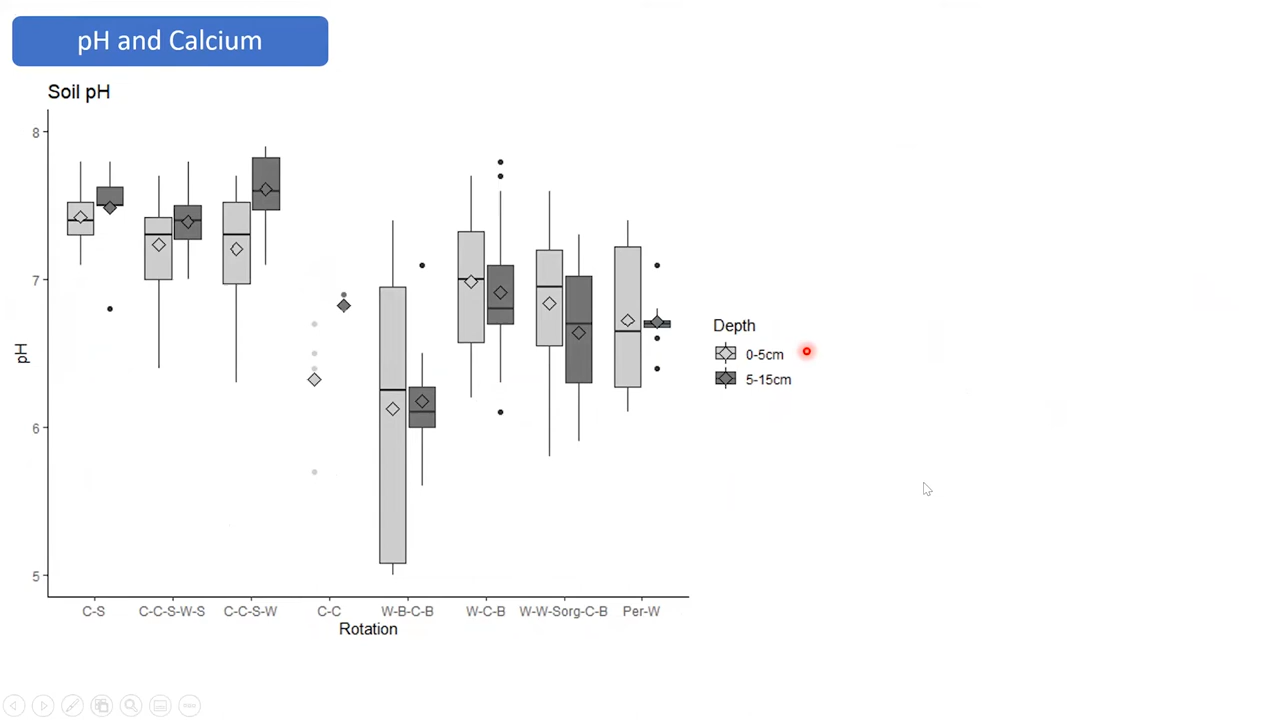 pH and Calcium
Soil pH
8
7
6
5
pH
C-S C-C-S-W-S C-C-S-W C-C W-B-C-B W-C-B W-W-Sorg-C-B Per-W
Rotation
Depth
0-5cm
5-15cm